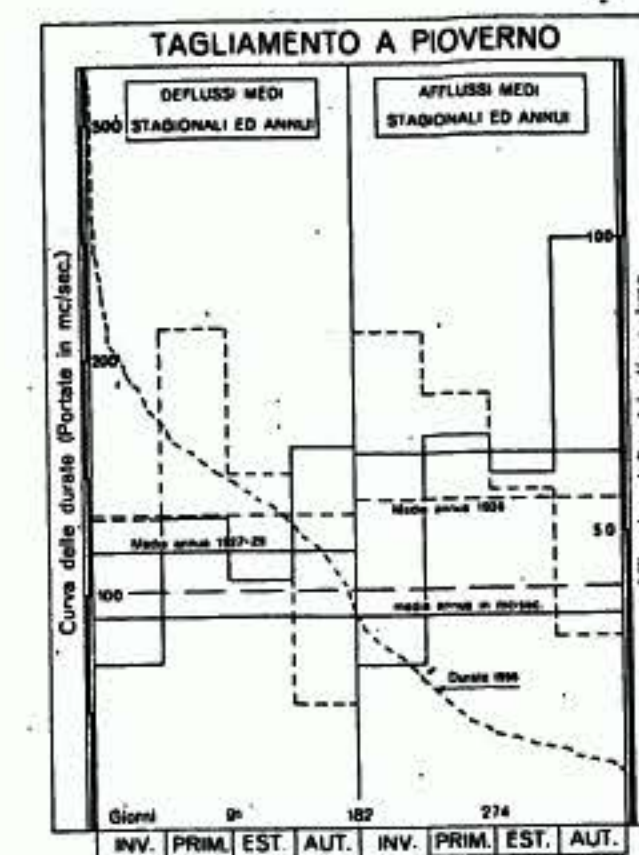 TAGLIAMENTO A PIOVERNO
DEFLUSSI MEDI
STAGIONALI ED ANNUI
AFFLUSSI MEDI
STAGIONALI ED ANNUI
300
100
Curva delle durate (Portate in mc/sec.)
200
Media annua 1936
Media annua 1927-29
50
100
media annua in mc/sec.
Durate
Giorni
182
274
INV. PRIM. EST. AUT. INV. PRIM. EST. AUT.